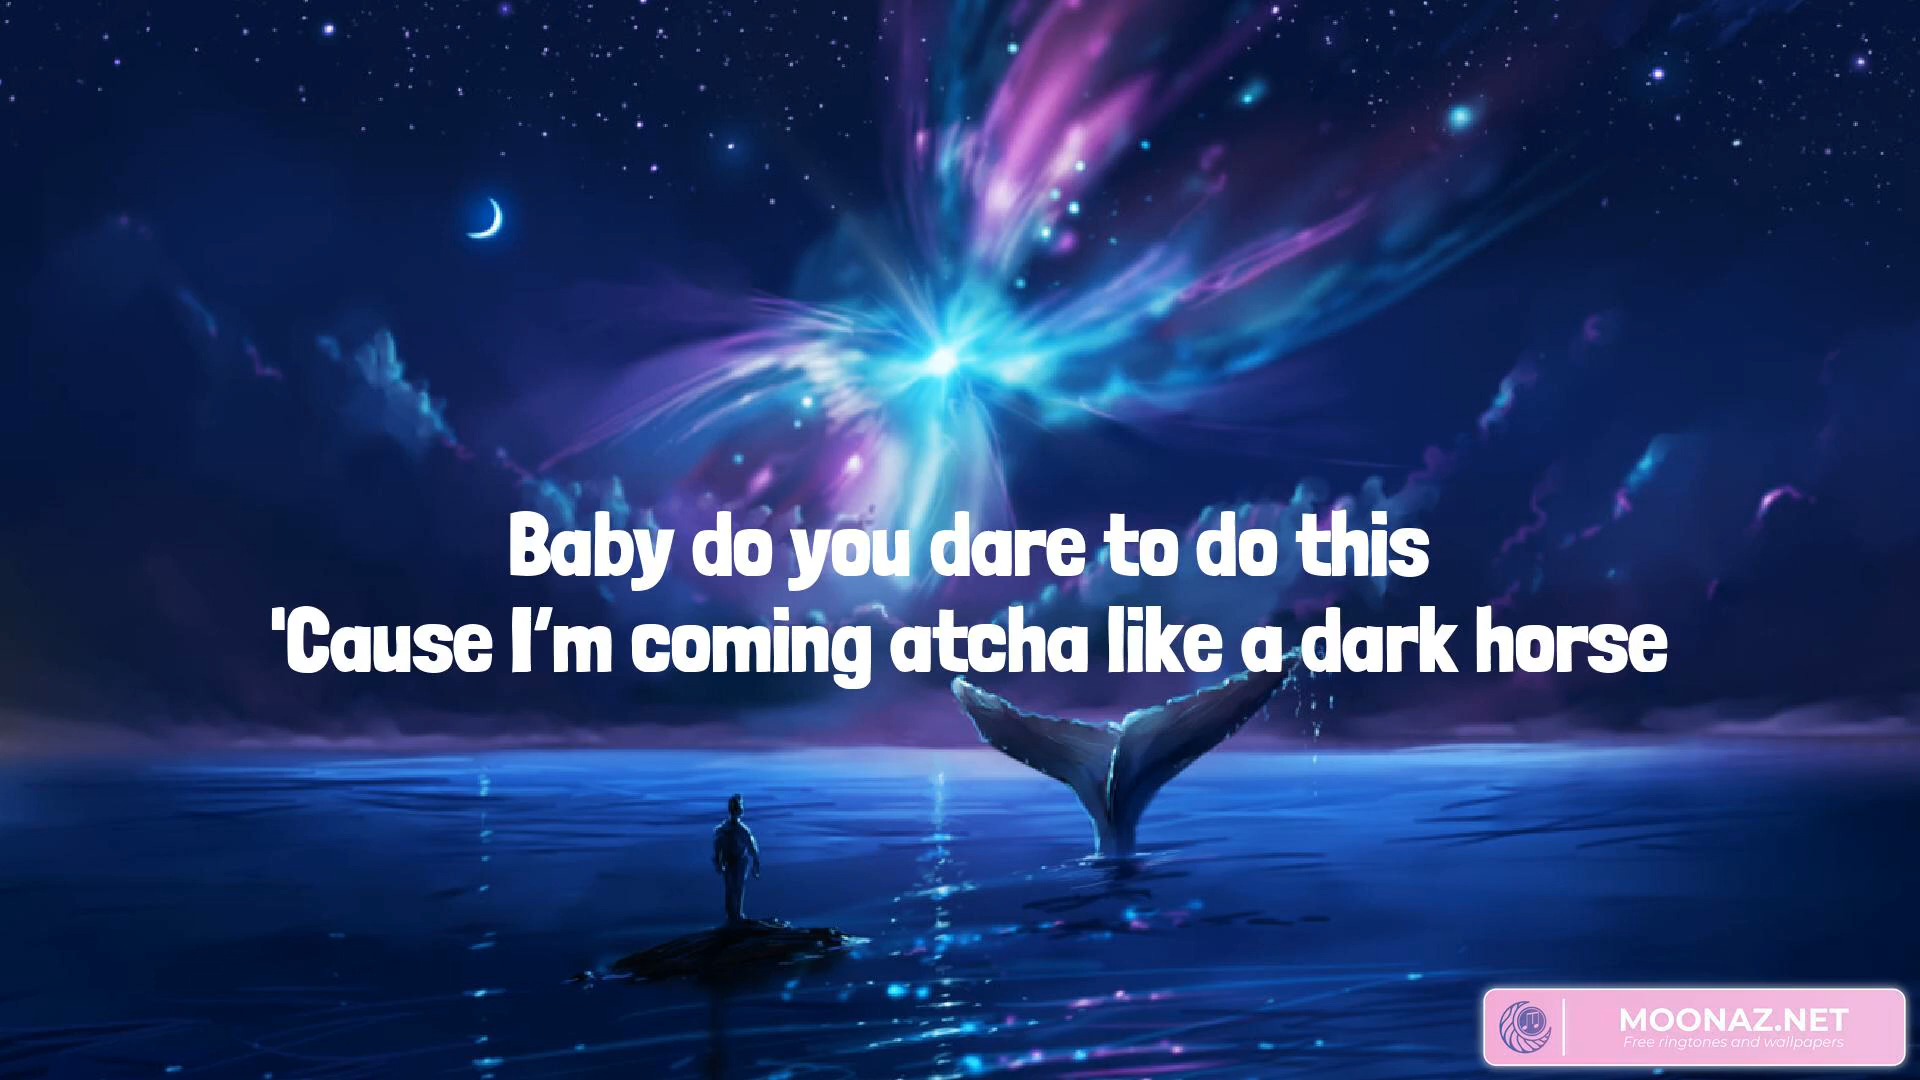 Baby do you dare to do this
'Cause I’m coming atcha like a dark horse
MOONAZ.NET
Free ringtones and wallpapers